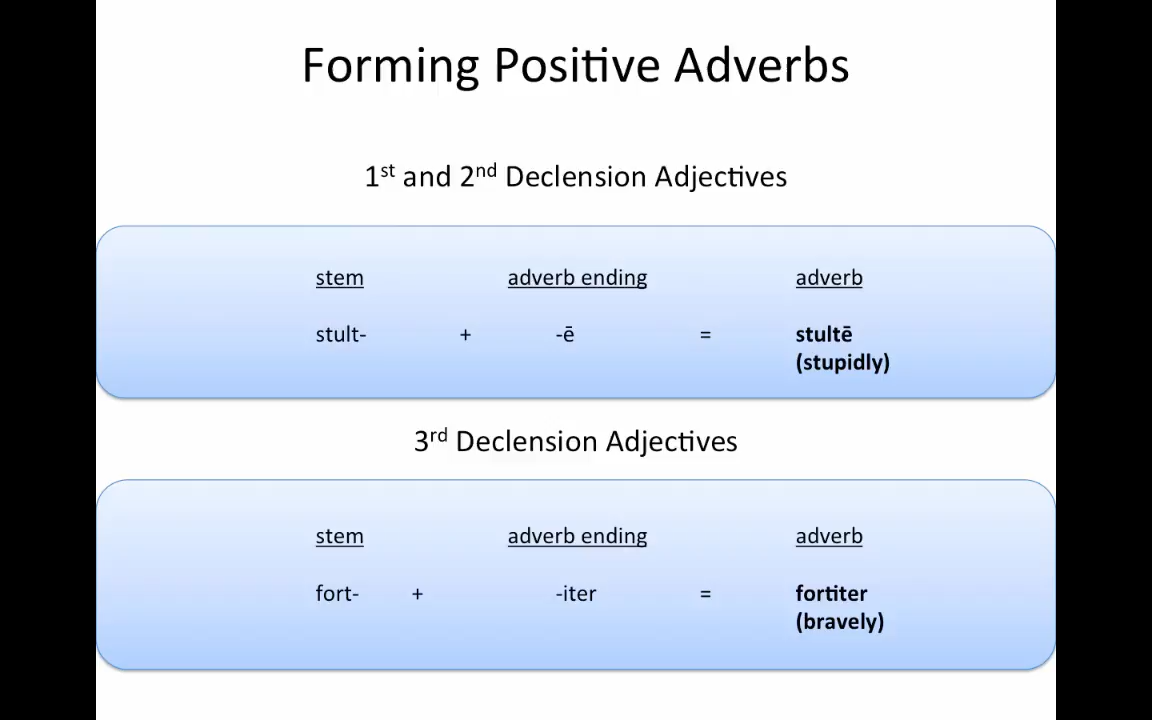 Forming Positive Adverbs
1st and 2nd Declension Adjectives
stem adverb ending adverb
stult- + -ē = stultē
(stupidly)
3rd Declension Adjectives
stem adverb ending adverb
fort- + -iter = fortiter
(bravely)